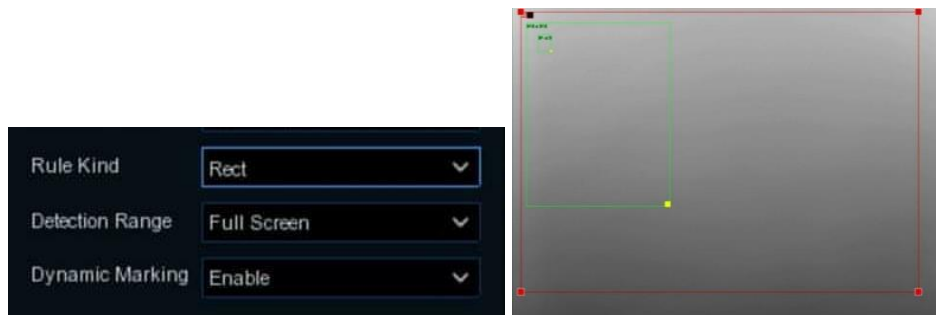 Rule Kind
Rect
Detection Range
Full Screen
Dynamic Marking
Enable